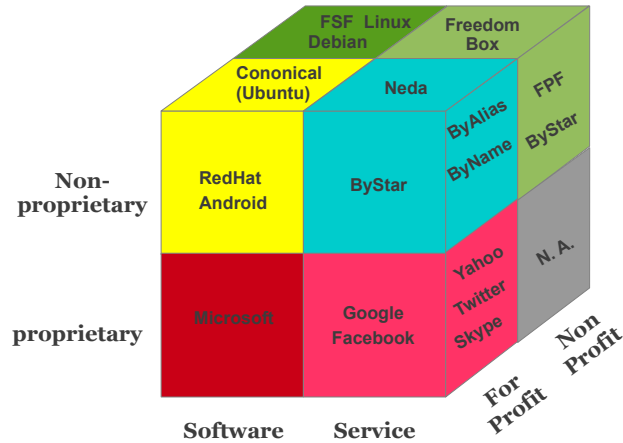 FSF Linux
Debian
Freedom
Box
Cononical
(Ubuntu)
Neda
ByAlias
ByName
FPF
ByStar
Non-
proprietary
RedHat
Android
ByStar
Yahoo
Twitter
Skype
N. A.
proprietary
Microsoft
Google
Facebook
For
Profit
Non
Profit
Software
Service